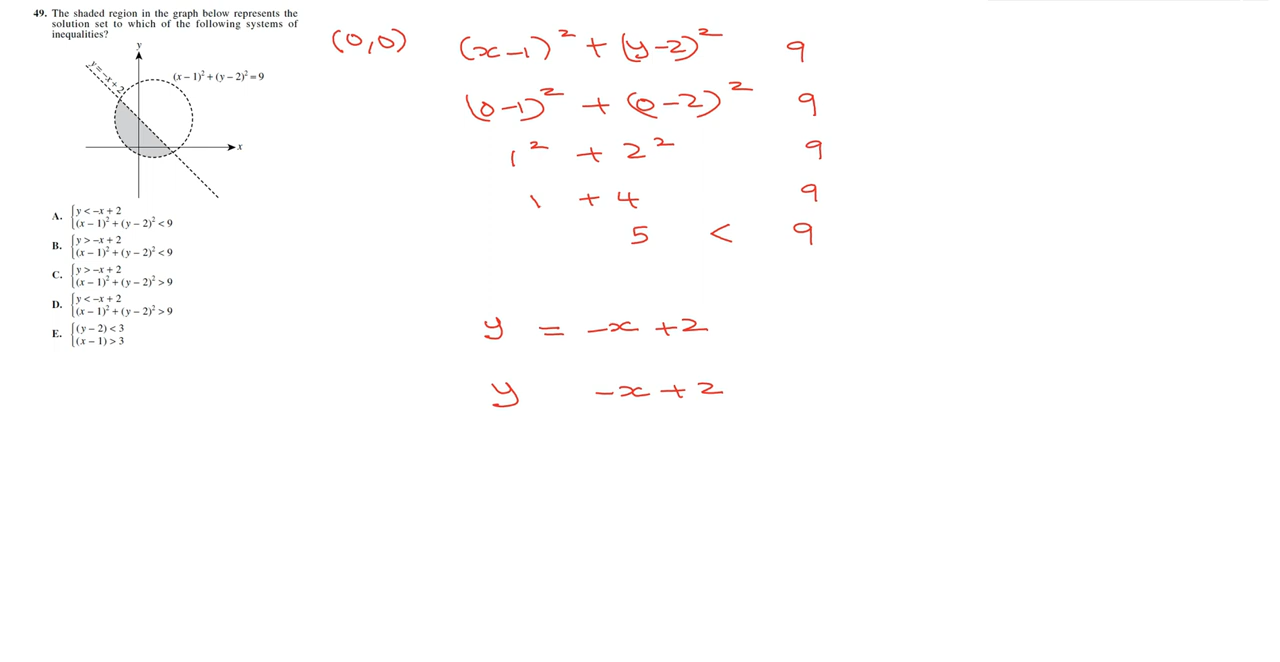 49. The shaded region in the graph below represents the
solution set to which of the following systems of
inequalities?
y
y = –x + 2
(x – 1)² + (y – 2)² = 9
x
A. {y < –x + 2
(x – 1)² + (y – 2)² < 9
B. {y > –x + 2
(x – 1)² + (y – 2)² < 9
C. {y > –x + 2
(x – 1)² + (y – 2)² > 9
D. {y < –x + 2
(x – 1)² + (y – 2)² > 9
E. {(y – 2) < 3
(x – 1) > 3
(0,0) (x-1)² + (y-2)² 9
(0-1)² + (0-2)² 9
1² + 2² 9
1 + 4 9
5 < 9
y = -x + 2
y -x + 2